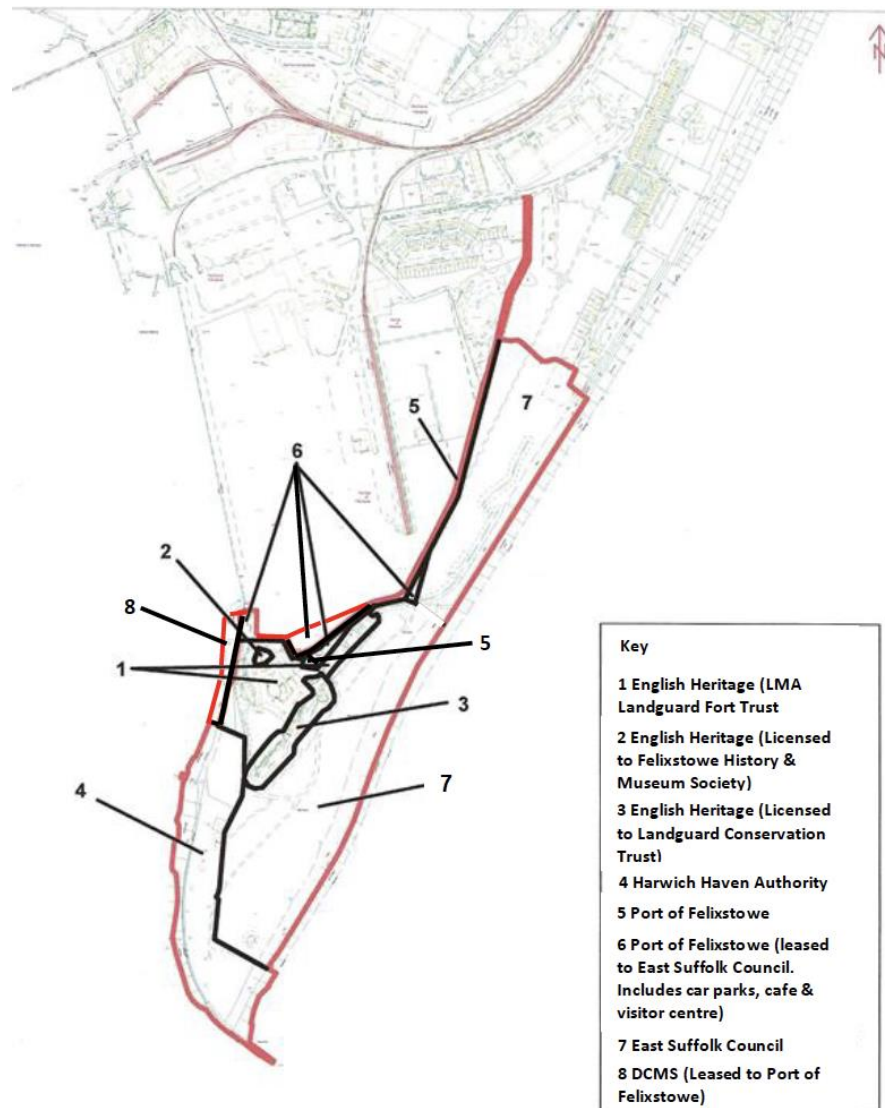 N
7
5
6
2
8
5
1
3
7
4
Key
1 English Heritage (LMA
Landguard Fort Trust
2 English Heritage (Licensed
to Felixstowe History &
Museum Society)
3 English Heritage (Licensed
to Landguard Conservation
Trust)
4 Harwich Haven Authority
5 Port of Felixstowe
6 Port of Felixstowe (leased
to East Suffolk Council.
Includes car parks, cafe &
visitor centre)
7 East Suffolk Council
8 DCMS (Leased to Port of
Felixstowe)